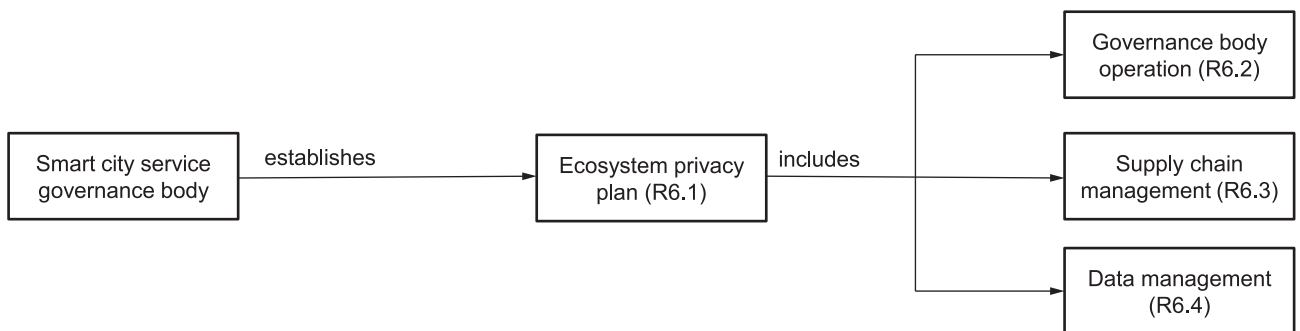 Smart city service
governance body
establishes
Ecosystem privacy
plan (R6.1)
includes
Governance body
operation (R6.2)
Supply chain
management (R6.3)
Data management
(R6.4)